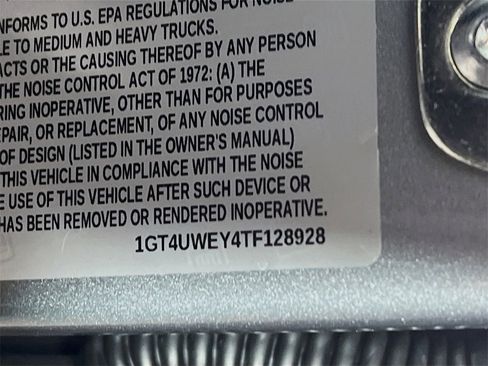 NFORMS TO U.S. EPA REGULATIONS FOR NOISE
LE TO MEDIUM AND HEAVY TRUCKS.
ACTS OR THE CAUSING THEREOF BY ANY PERSON
THE NOISE CONTROL ACT OF 1972: (A) THE
RING INOPERATIVE, OTHER THAN FOR PURPOSES
EPAIR, OR REPLACEMENT, OF ANY NOISE CONTROL
OF DESIGN (LISTED IN THE OWNER'S MANUAL)
THIS VEHICLE IN COMPLIANCE WITH THE NOISE
E USE OF THIS VEHICLE AFTER SUCH DEVICE OR
HAS BEEN REMOVED OR RENDERED INOPERATIVE.
1GT4UWEY4TF128928